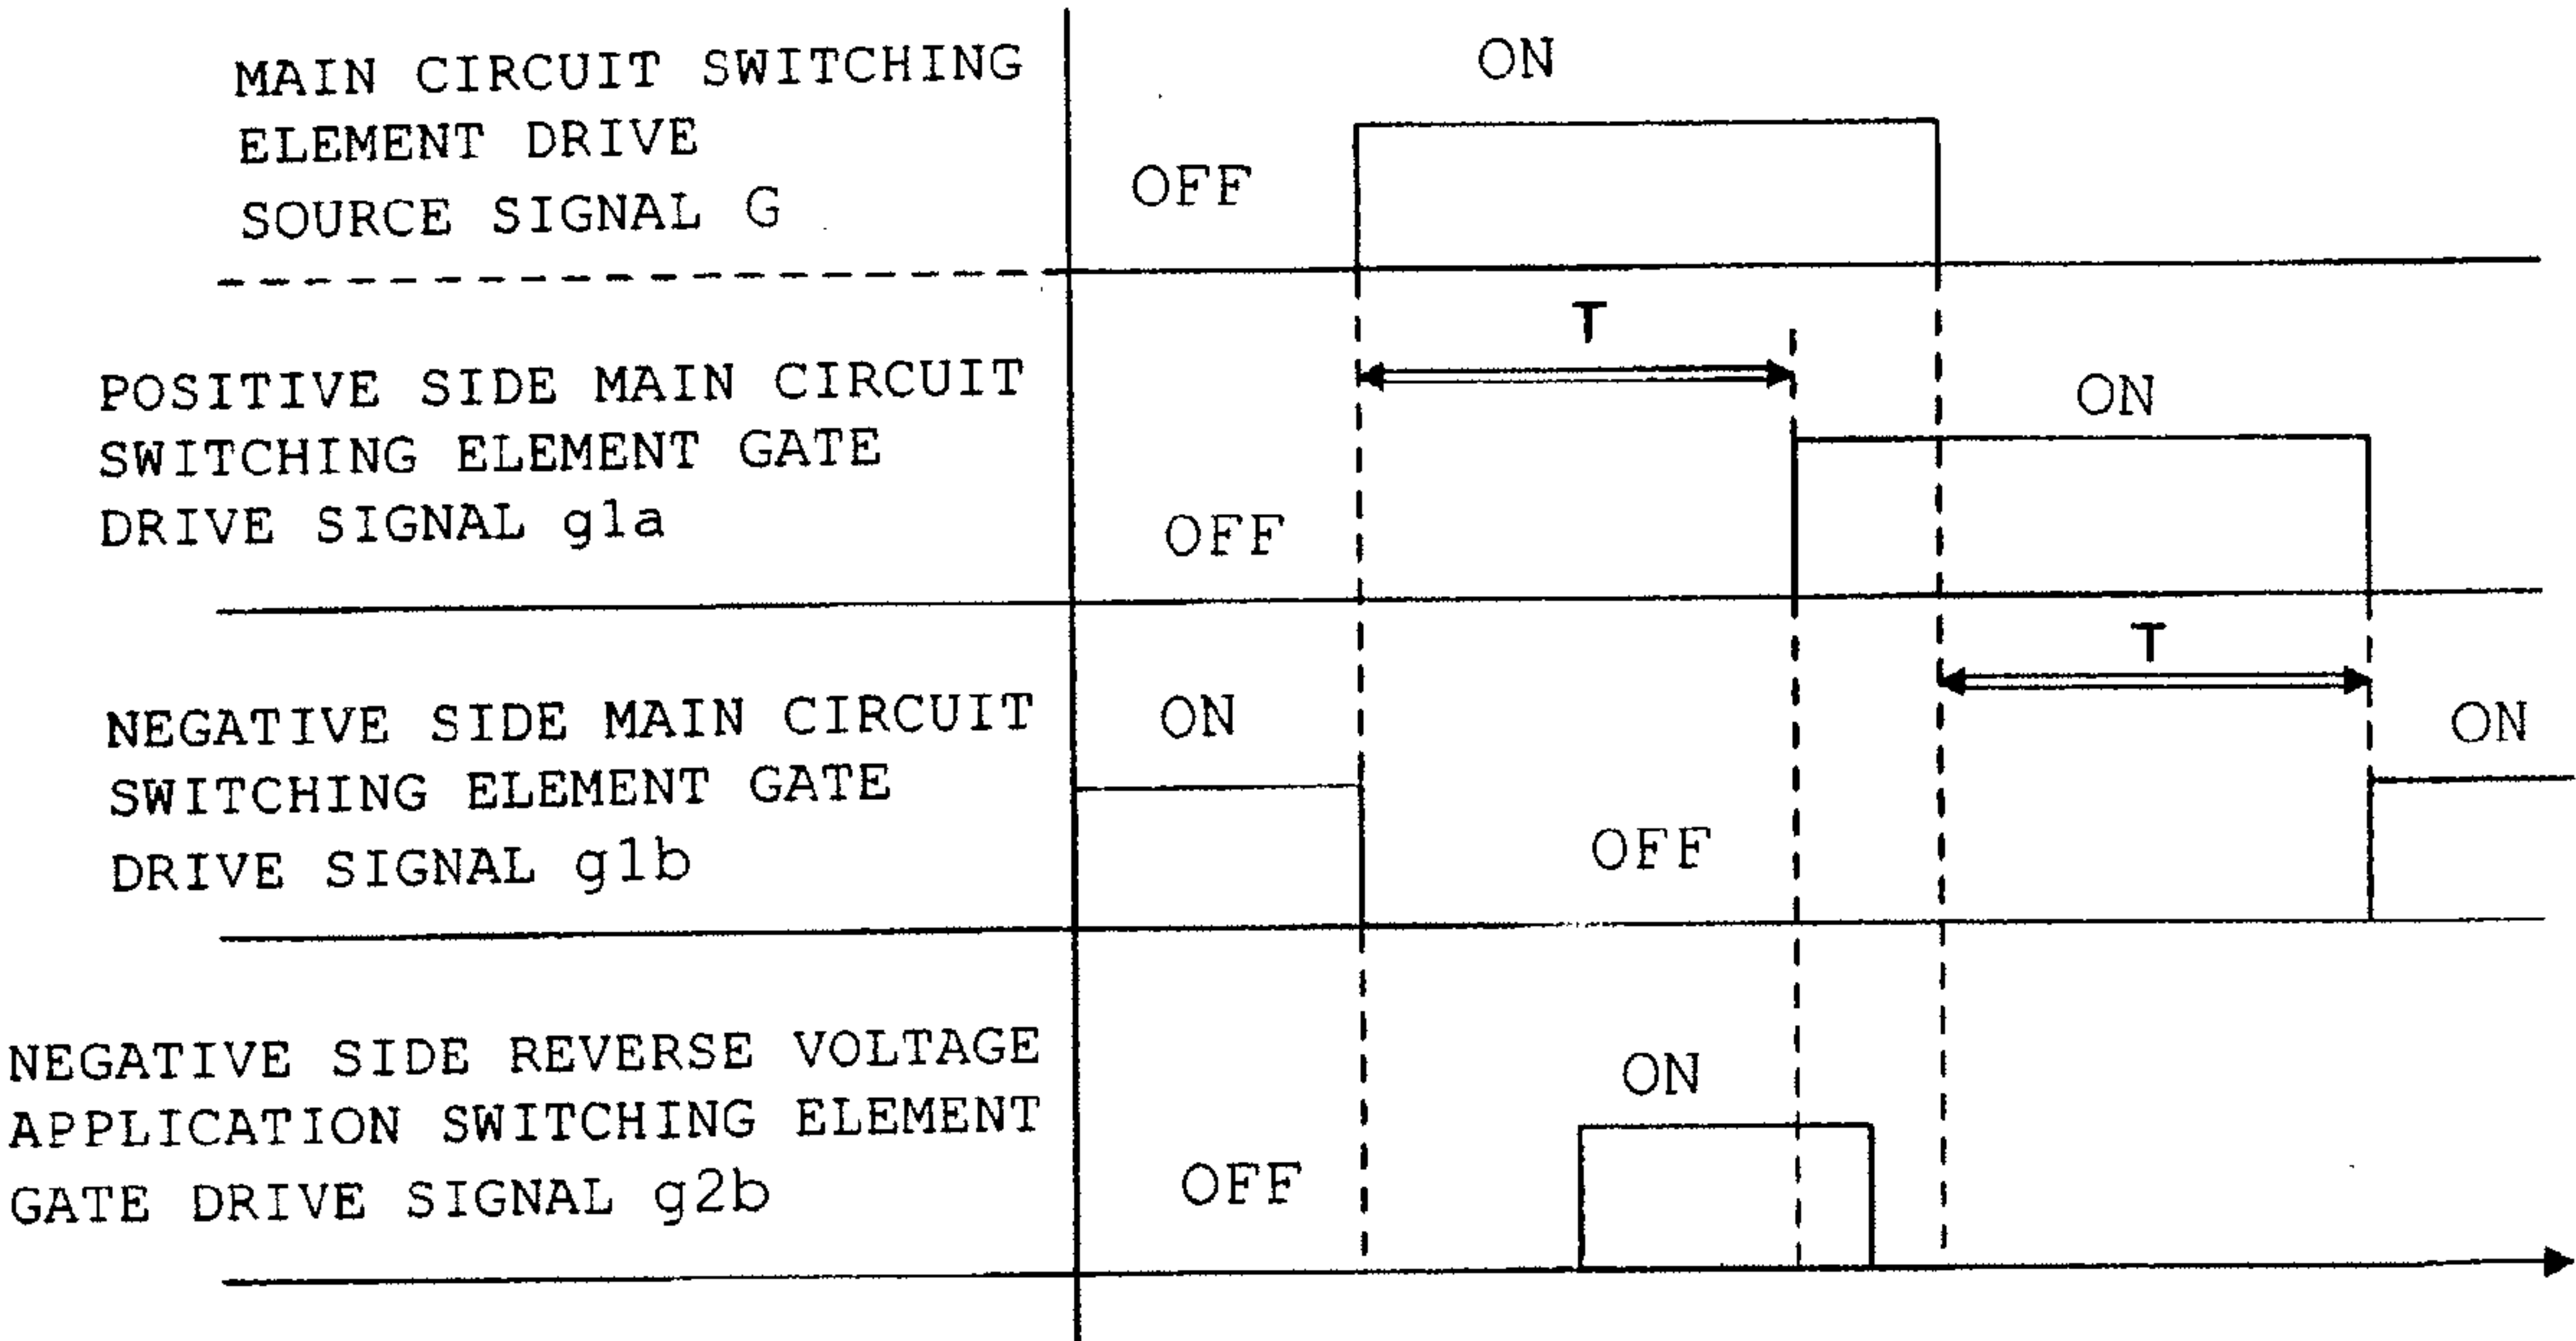 MAIN CIRCUIT SWITCHING
ELEMENT DRIVE
SOURCE SIGNAL G
ON
OFF
T
POSITIVE SIDE MAIN CIRCUIT
SWITCHING ELEMENT GATE
DRIVE SIGNAL g1a
ON
OFF
T
NEGATIVE SIDE MAIN CIRCUIT
SWITCHING ELEMENT GATE
DRIVE SIGNAL g1b
ON
OFF
ON
NEGATIVE SIDE REVERSE VOLTAGE
APPLICATION SWITCHING ELEMENT
GATE DRIVE SIGNAL g2b
ON
OFF